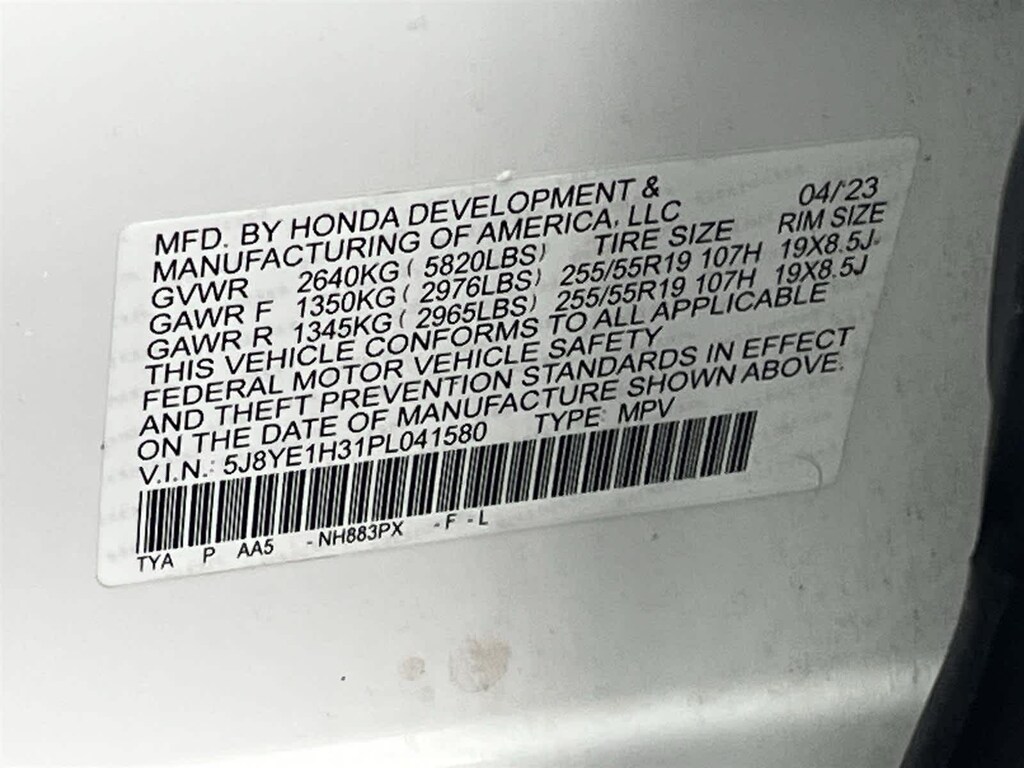 MFD. BY HONDA DEVELOPMENT & 04/23
MANUFACTURING OF AMERICA, LLC
GVWR 2640KG ( 5820LBS) TIRE SIZE RIM SIZE
GAWR F 1350KG ( 2976LBS) 255/55R19 107H 19X8.5J
GAWR R 1345KG ( 2965LBS) 255/55R19 107H 19X8.5J
THIS VEHICLE CONFORMS TO ALL APPLICABLE
FEDERAL MOTOR VEHICLE SAFETY
AND THEFT PREVENTION STANDARDS IN EFFECT
ON THE DATE OF MANUFACTURE SHOWN ABOVE.
V.I.N.: 5J8YE1H31PL041580 TYPE: MPV
TYA P AA5 - NH883PX - F - L